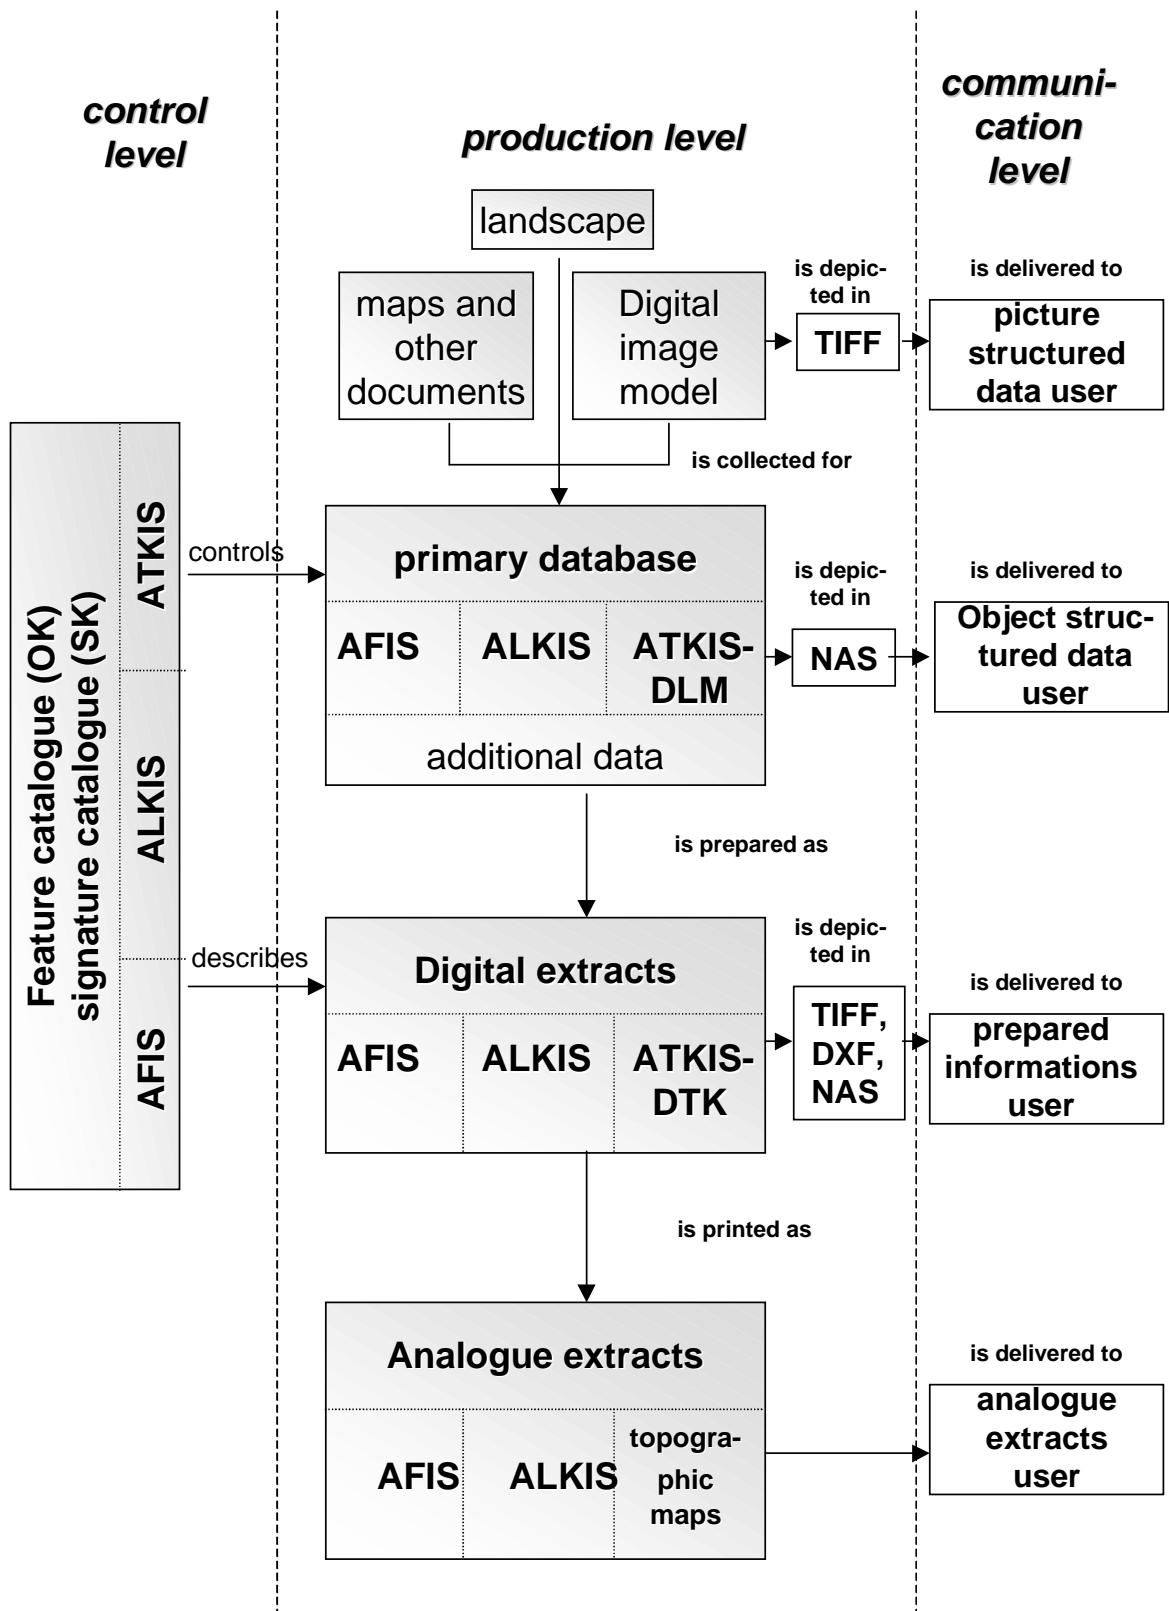 control
level
production level
communi-
cation
level
landscape
maps and
other
documents
Digital
image
model
is depic-
ted in
TIFF
is delivered to
picture
structured
data user
is collected for
Feature catalogue (OK)
signature catalogue (SK)
ATKIS
ALKIS
AFIS
controls
describes
primary database
AFIS
ALKIS
ATKIS-
DLM
additional data
is depic-
ted in
NAS
is delivered to
Object struc-
tured data
user
is prepared as
Digital extracts
AFIS
ALKIS
ATKIS-
DTK
is depic-
ted in
TIFF,
DXF,
NAS
is delivered to
prepared
informations
user
is printed as
Analogue extracts
AFIS
ALKIS
topogra-
phic
maps
is delivered to
analogue
extracts
user